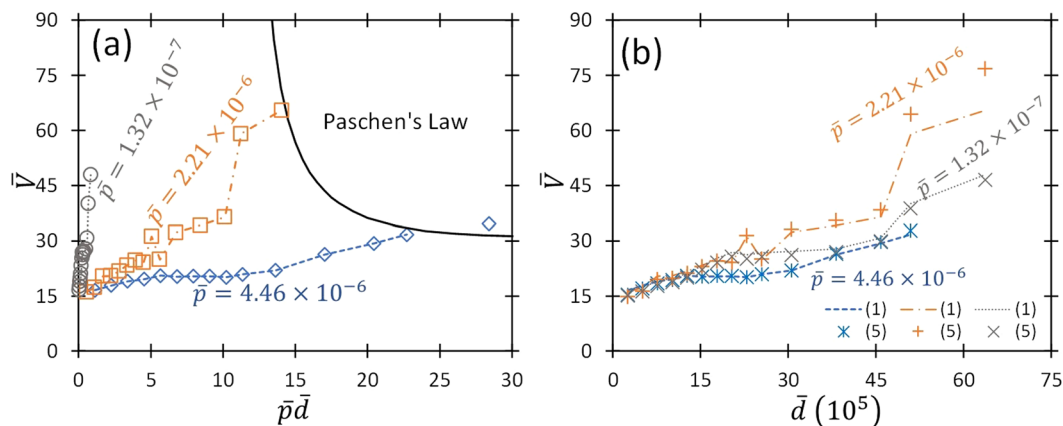 (a)
90
75
60
45
30
15
0
V̄
p̄ = 1.32 × 10⁻⁷
p̄ = 2.21 × 10⁻⁶
p̄ = 4.46 × 10⁻⁶
Paschen's Law
0 5 10 15 20 25 30
p̄d̄
(b)
90
75
60
45
30
15
0
V̄
p̄ = 2.21 × 10⁻⁶
p̄ = 1.32 × 10⁻⁷
p̄ = 4.46 × 10⁻⁶
(1) (1) (1)
(5) (5) (5)
0 15 30 45 60 75
d̄ (10⁵)